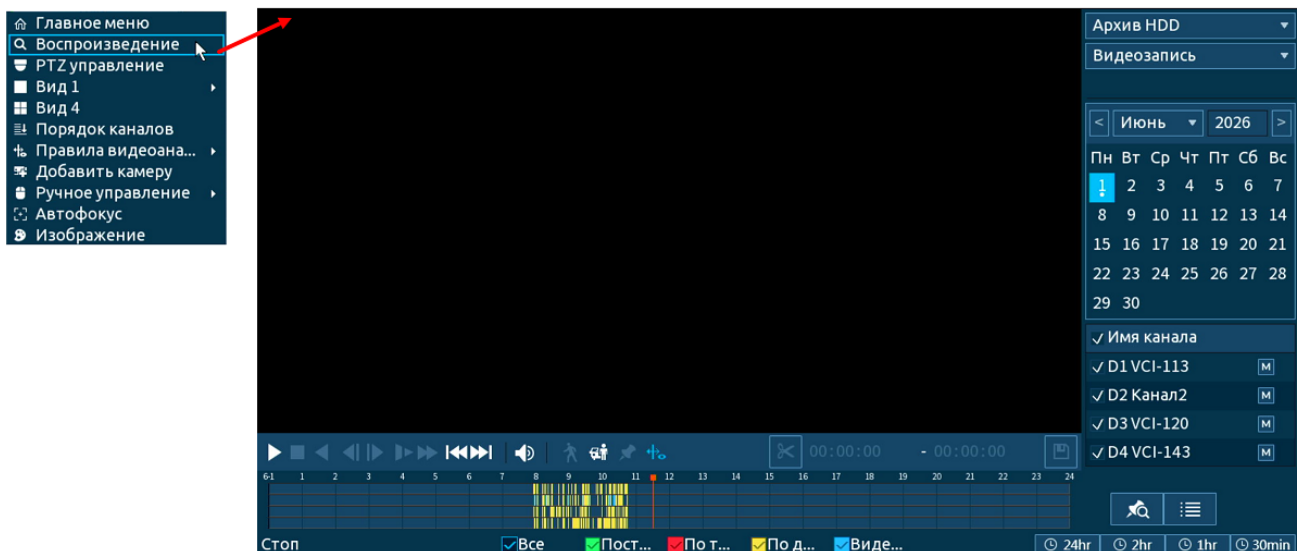 Главное меню
Воспроизведение
PTZ управление
Вид 1
Вид 4
Порядок каналов
Правила видеоана...
Добавить камеру
Ручное управление
Автофокус
Изображение
Архив HDD
Видеозапись
< Июнь 2026 >
Пн Вт Ср Чт Пт Сб Вс
1 2 3 4 5 6 7
8 9 10 11 12 13 14
15 16 17 18 19 20 21
22 23 24 25 26 27 28
29 30
Имя канала
D1 VCI-113 M
D2 Канал2 M
D3 VCI-120 M
D4 VCI-143 M
00:00:00 - 00:00:00
6-1 1 2 3 4 5 6 7 8 9 10 11 12 13 14 15 16 17 18 19 20 21 22 23 24
Стоп Все Пост... По т... По д... Виде... 24hr 2hr 1hr 30min